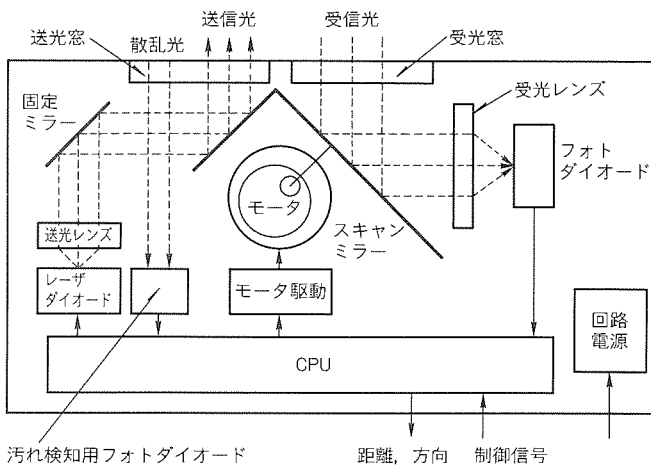 送信光
受信光
送光窓
散乱光
受光窓
固定
ミラー
受光レンズ
フォト
ダイオード
モータ
スキャン
ミラー
送光レンズ
レーザ
ダイオード
モータ駆動
回路
電源
CPU
汚れ検知用フォトダイオード
距離，方向
制御信号